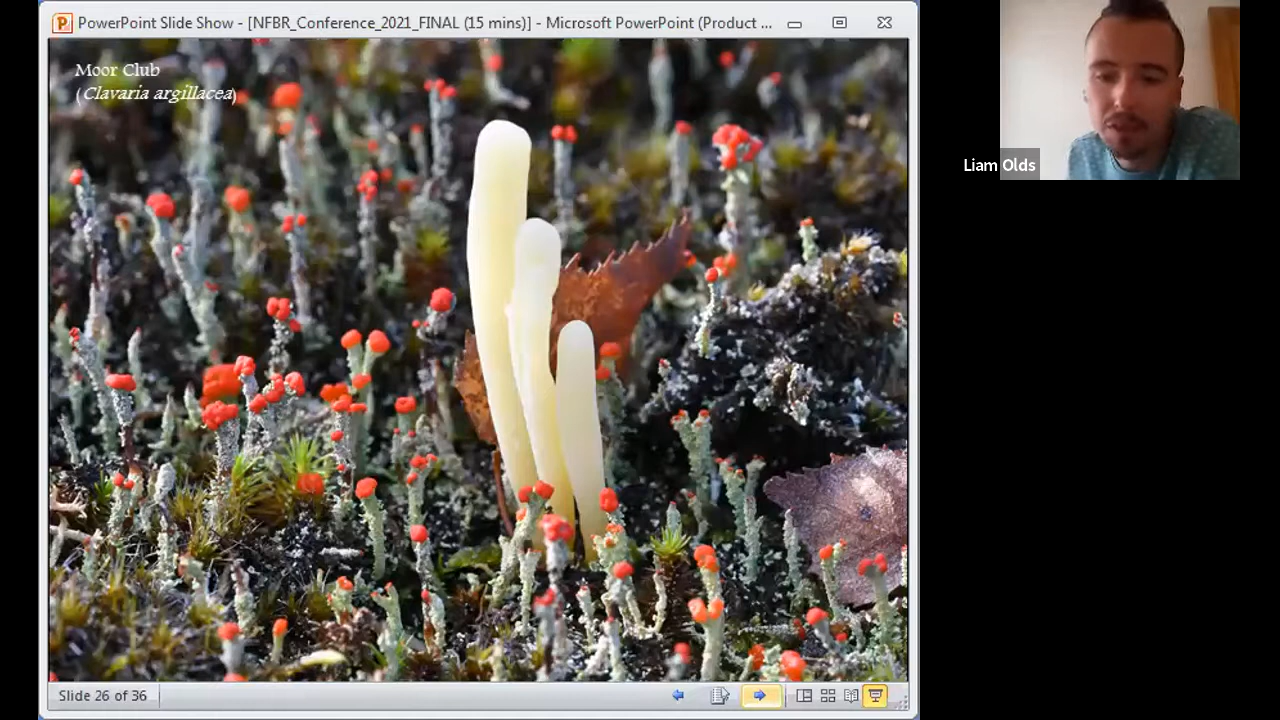 PowerPoint Slide Show - [NFBR_Conference_2021_FINAL (15 mins)] - Microsoft PowerPoint (Product ...
Moor Club
(Clavaria argillacea)
Liam Olds
Slide 26 of 36